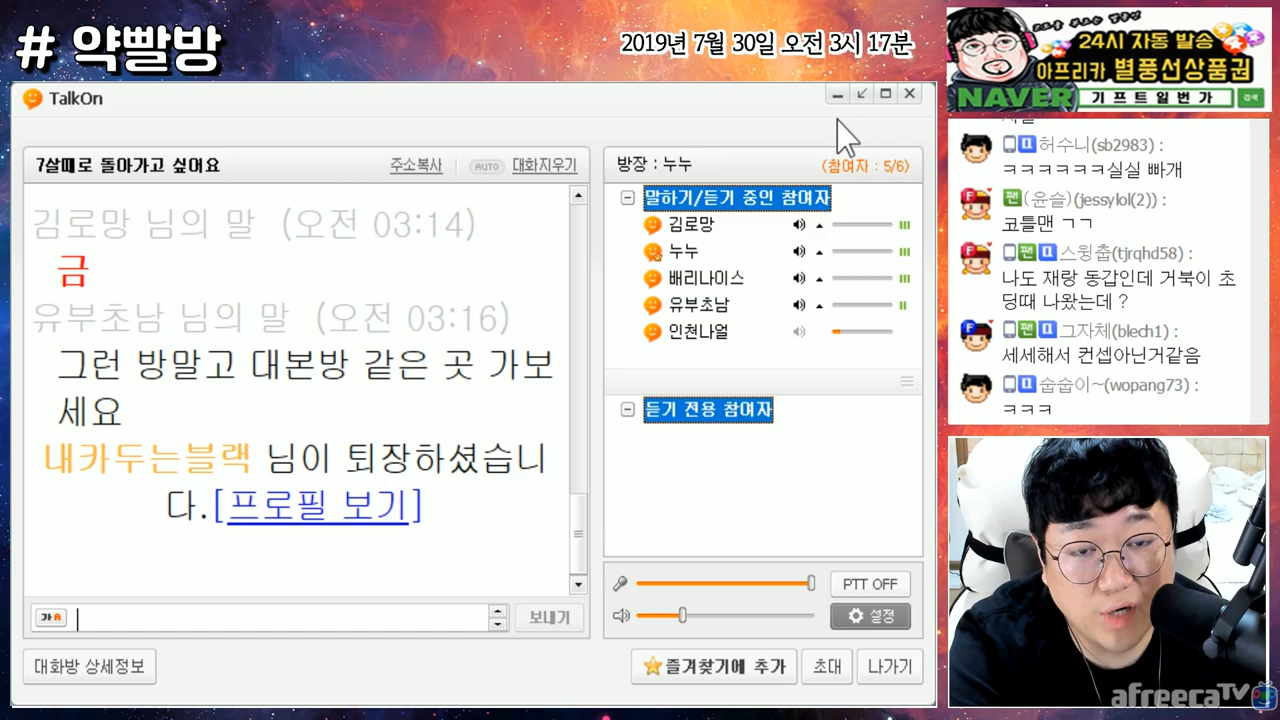 # 약빨방
2019년 7월 30일 오전 3시 17분
24시 자동 발송
아프리카 별풍선상품권
NAVER 기프트일번가 검색
TalkOn
7살때로 돌아가고 싶어요
주소복사 AUTO 대화지우기
김로망 님의 말 (오전 03:14)
금
유부초남 님의 말 (오전 03:16)
그런 방말고 대본방 같은 곳 가보
세요
내카두는블랙 님이 퇴장하셨습니
다.[프로필 보기]
가A
보내기
대화방 상세정보
방장 : 누누 (참여자 : 5/6)
말하기/듣기 중인 참여자
김로망
누누
배리나이스
유부초남
인천나얼
듣기 전용 참여자
PTT OFF
설정
즐겨찾기에 추가 초대 나가기
허수니(sb2983) :
ㅋㅋㅋㅋㅋㅋ실실 빠개
팬 (윤슬)(jessylol(2)) :
코틀맨 ㄱㄱ
팬 스윙춥(tjrqhd58) :
나도 재랑 동갑인데 거북이 초
딩때 나왔는데 ?
팬 그자체(blech1) :
세세해서 컨셉아닌거같음
숩숩이~(wopang73) :
ㅋㅋㅋ
afreecaTV